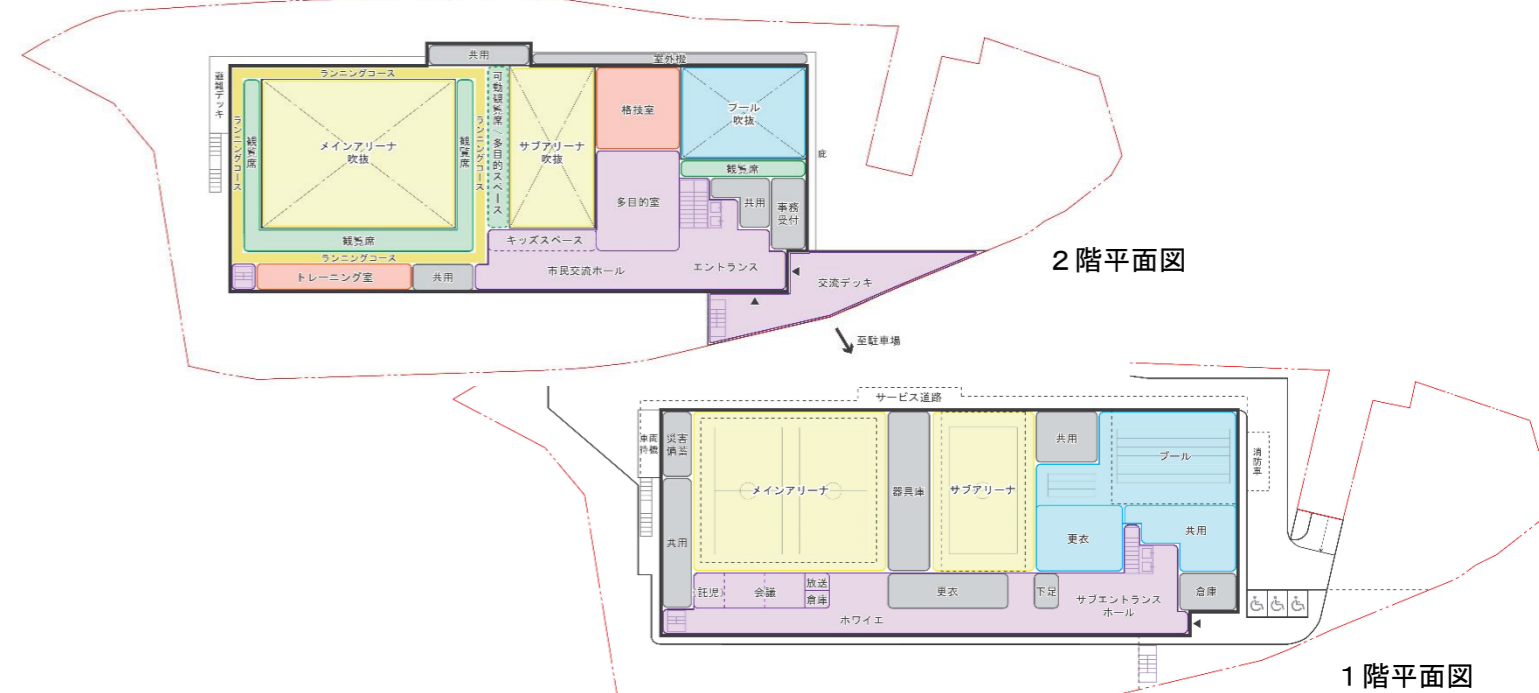 共用
室外機
避難デッキ
ランニングコース
ランニングコース
観覧席
メインアリーナ
吹抜
観覧席
ランニングコース
可動観覧席／多目的スペース
サブアリーナ
吹抜
格技室
プール
吹抜
庇
観覧席
多目的室
共用
事務
受付
観覧席
キッズスペース
ランニングコース
トレーニング室
共用
市民交流ホール
エントランス
交流デッキ
2階平面図
至駐車場
サービス道路
車両
待機
災害
備蓄
メインアリーナ
器具庫
サブアリーナ
共用
プール
消防車
共用
更衣
共用
託児
会議
放送
倉庫
更衣
下足
サブエントランス
ホール
倉庫
ホワイエ
1階平面図